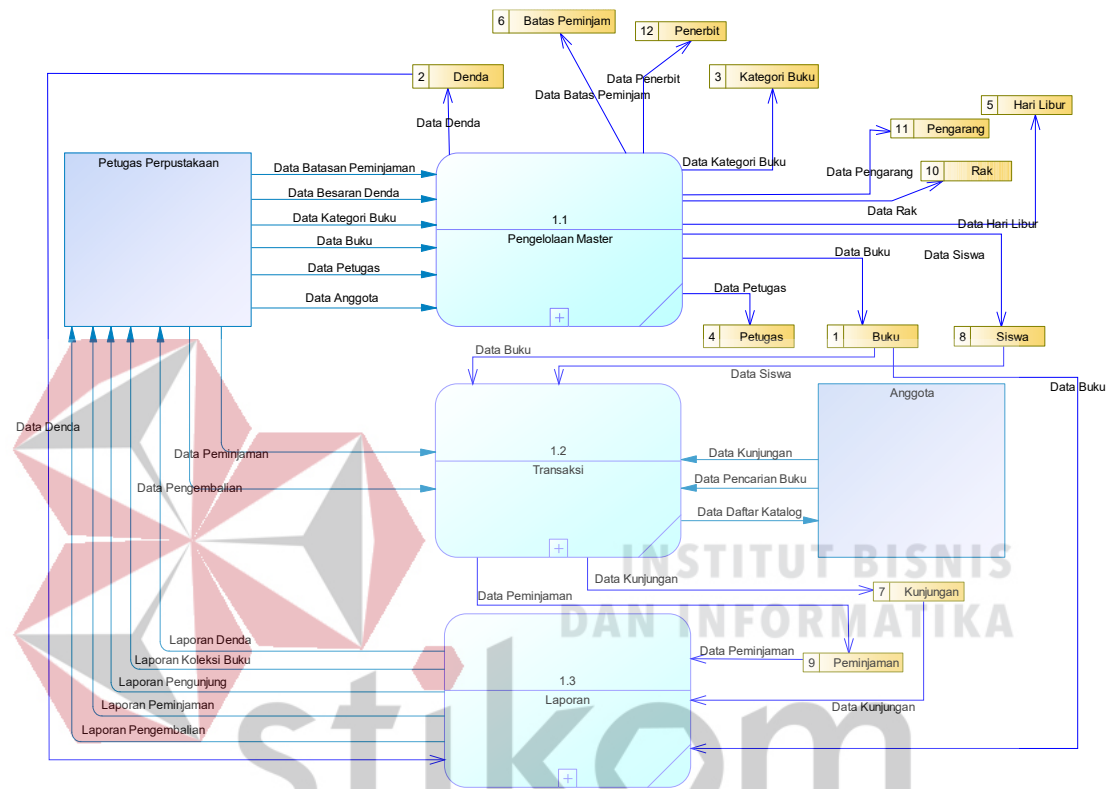 6 Batas Peminjam
12 Penerbit
2 Denda
3 Kategori Buku
5 Hari Libur
11 Pengarang
10 Rak
Data Penerbit
Data Batas Peminjam
Data Denda
Data Kategori Buku
Data Pengarang
Data Rak
Data Hari Libur
Data Siswa
Data Buku
Data Petugas
Petugas Perpustakaan
Data Batasan Peminjaman
Data Besaran Denda
Data Kategori Buku
Data Buku
Data Petugas
Data Anggota
1.1
Pengelolaan Master
4 Petugas
1 Buku
8 Siswa
Data Buku
Data Siswa
Data Buku
Anggota
Data Denda
Data Peminjaman
Data Pengembalian
1.2
Transaksi
Data Kunjungan
Data Pencarian Buku
Data Daftar Katalog
INSTITUT BISNIS
DAN INFORMATIKA
Data Kunjungan
Data Peminjaman
7 Kunjungan
9 Peminjaman
Data Peminjaman
Data Kunjungan
Laporan Denda
Laporan Koleksi Buku
Laporan Pengunjung
Laporan Peminjaman
Laporan Pengembalian
1.3
Laporan
stikom